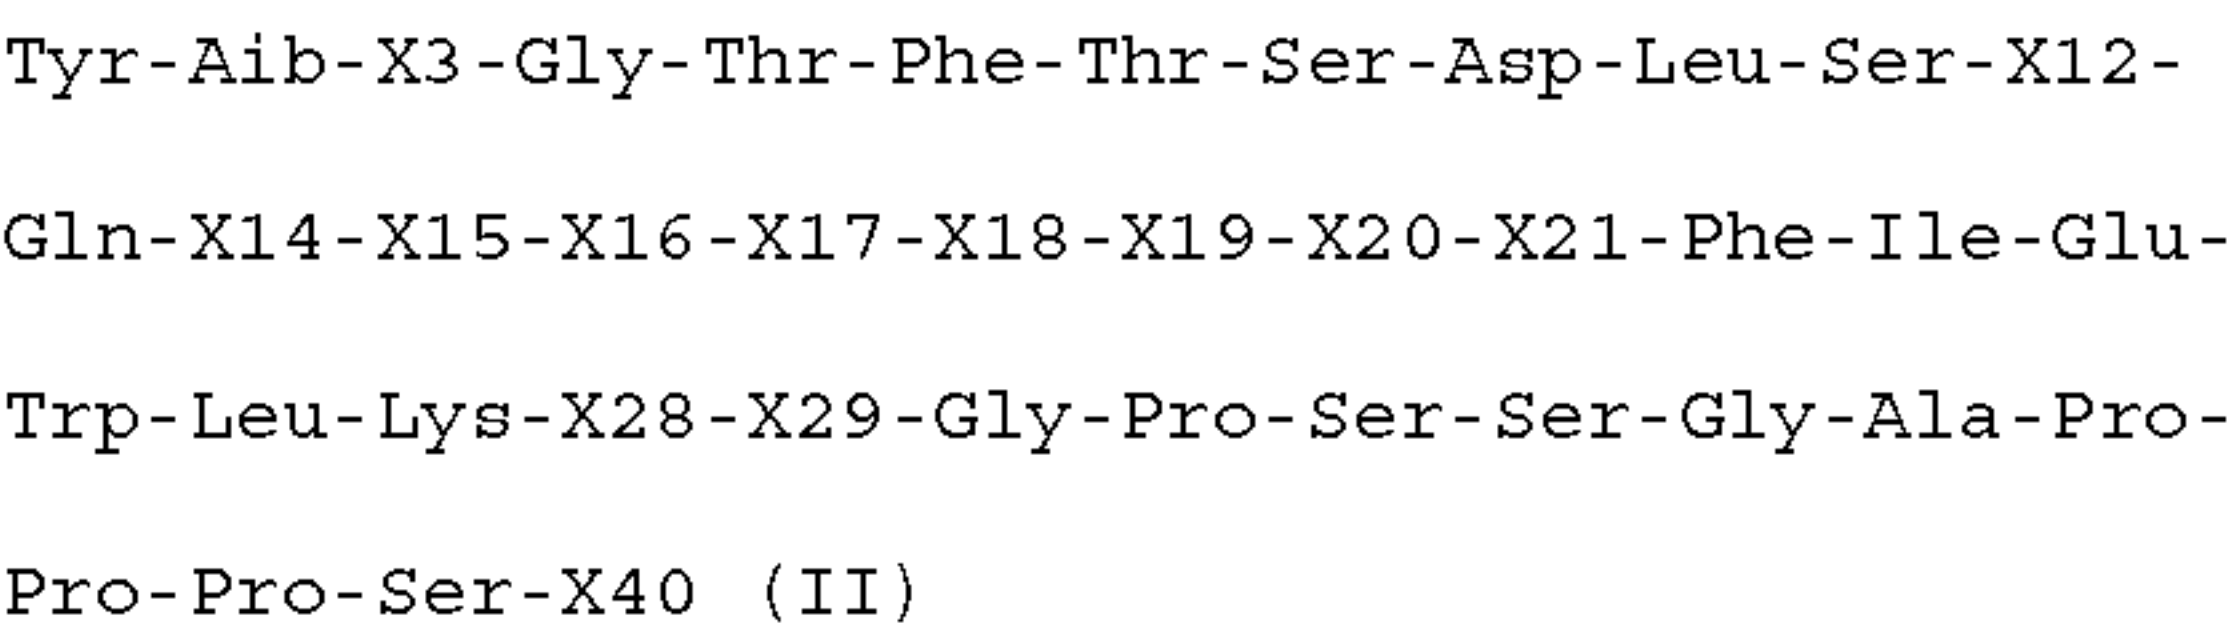 Tyr-Aib-X3-Gly-Thr-Phe-Thr-Ser-Asp-Leu-Ser-X12-
Gln-X14-X15-X16-X17-X18-X19-X20-X21-Phe-Ile-Glu-
Trp-Leu-Lys-X28-X29-Gly-Pro-Ser-Ser-Gly-Ala-Pro-
Pro-Pro-Ser-X40 (II)